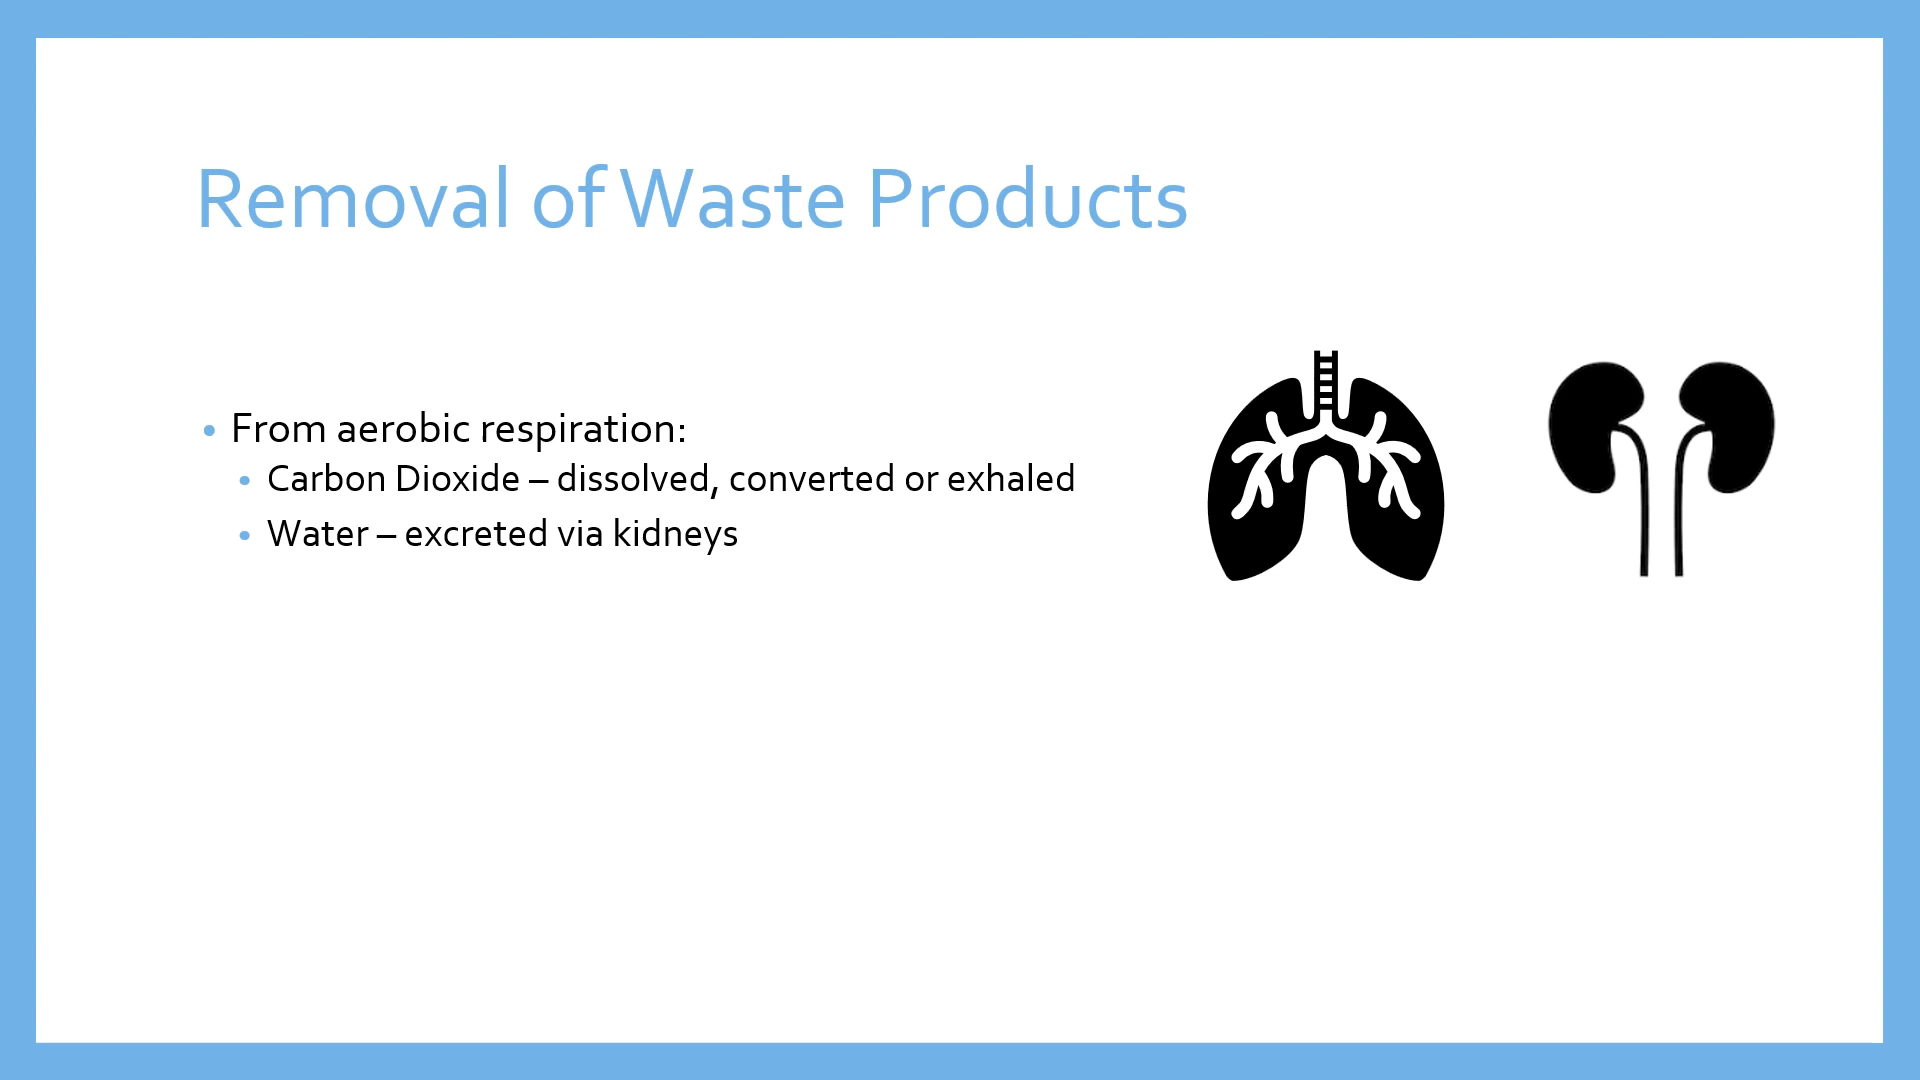 Removal of Waste Products
• From aerobic respiration:
• Carbon Dioxide – dissolved, converted or exhaled
• Water – excreted via kidneys